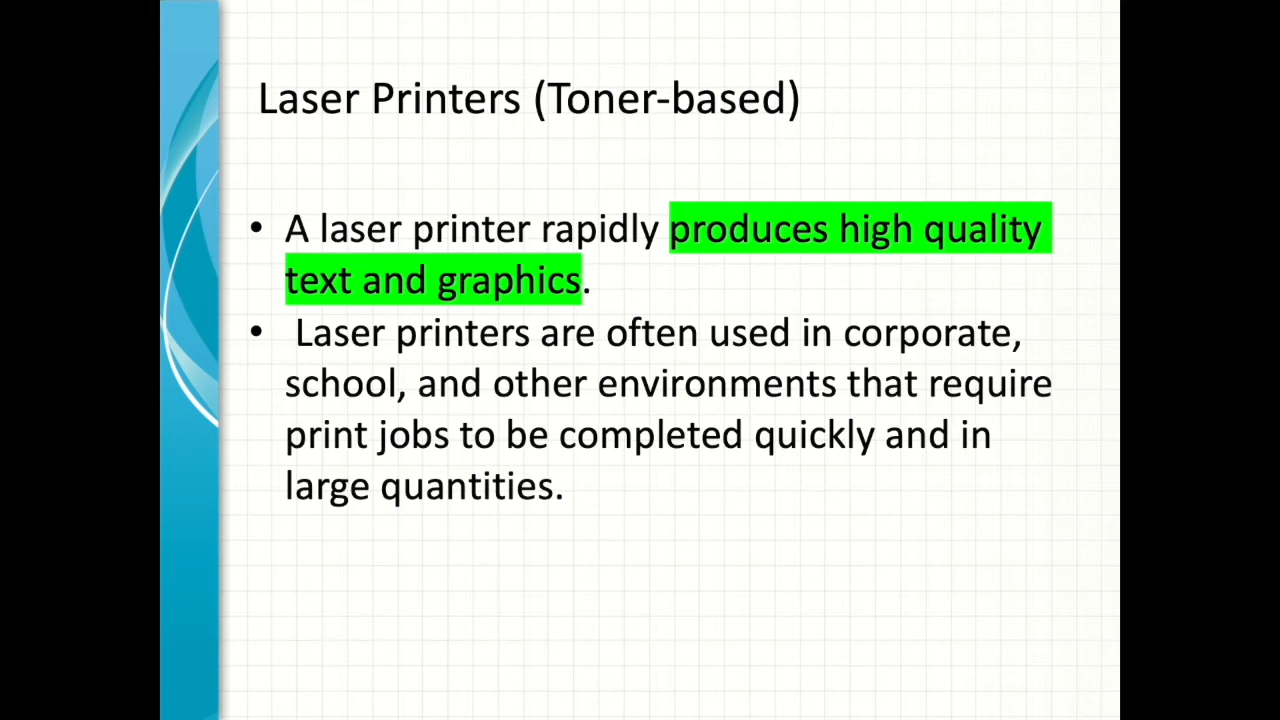 Laser Printers (Toner-based)
• A laser printer rapidly produces high quality
text and graphics.
• Laser printers are often used in corporate,
school, and other environments that require
print jobs to be completed quickly and in
large quantities.